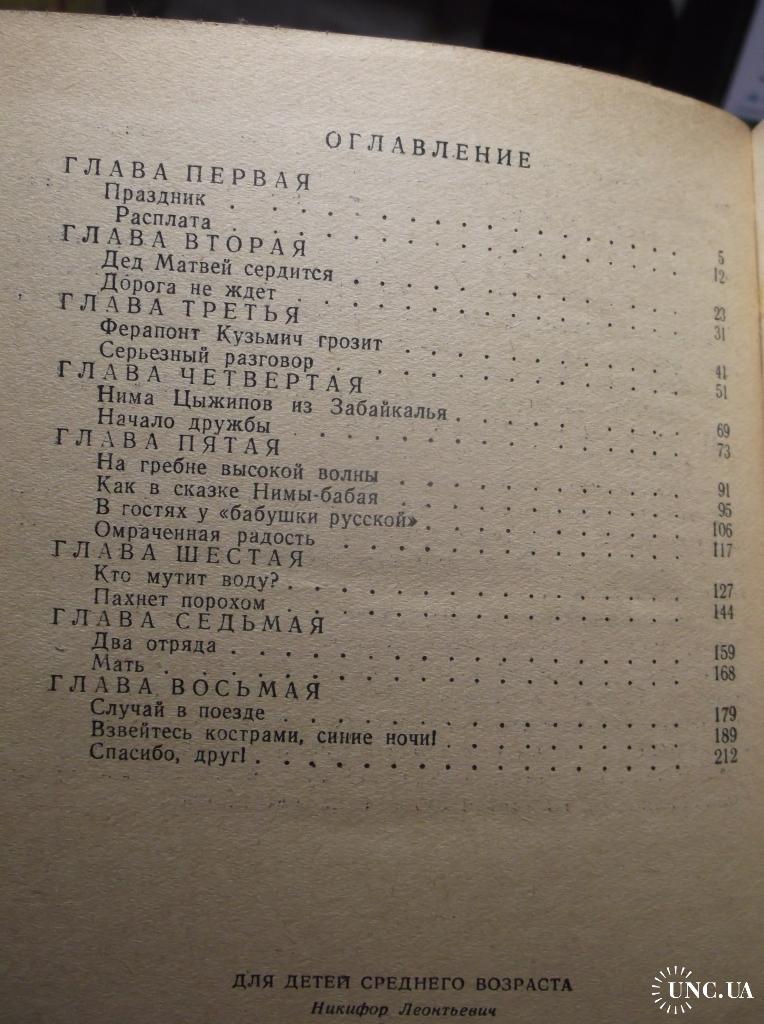 ОГЛАВЛЕНИЕ
ГЛАВА ПЕРВАЯ
Праздник . . . . . . . . . . . . . . . 5
Расплата . . . . . . . . . . . . . . . 12
ГЛАВА ВТОРАЯ
Дед Матвей сердится . . . . . . . . . . . 23
Дорога не ждет . . . . . . . . . . . . . 31
ГЛАВА ТРЕТЬЯ
Ферапонт Кузьмич грозит . . . . . . . . . 41
Серьезный разговор . . . . . . . . . . . 51
ГЛАВА ЧЕТВЕРТАЯ
Нима Цыжипов из Забайкалья . . . . . . . 69
Начало дружбы . . . . . . . . . . . . . 73
ГЛАВА ПЯТАЯ
На гребне высокой волны . . . . . . . . . 91
Как в сказке Нимы-бабая . . . . . . . . . 95
В гостях у «бабушки русской» . . . . . . . 106
Омраченная радость . . . . . . . . . . . 117
ГЛАВА ШЕСТАЯ
Кто мутит воду? . . . . . . . . . . . . . 127
Пахнет порохом . . . . . . . . . . . . . 144
ГЛАВА СЕДЬМАЯ
Два отряда . . . . . . . . . . . . . . . 159
Мать . . . . . . . . . . . . . . . . . 168
ГЛАВА ВОСЬМАЯ
Случай в поезде . . . . . . . . . . . . . 179
Взвейтесь кострами, синие ночи! . . . . . . 189
Спасибо, друг! . . . . . . . . . . . . . 212
ДЛЯ ДЕТЕЙ СРЕДНЕГО ВОЗРАСТА
Никифор Леонтьевич
UNC.UA